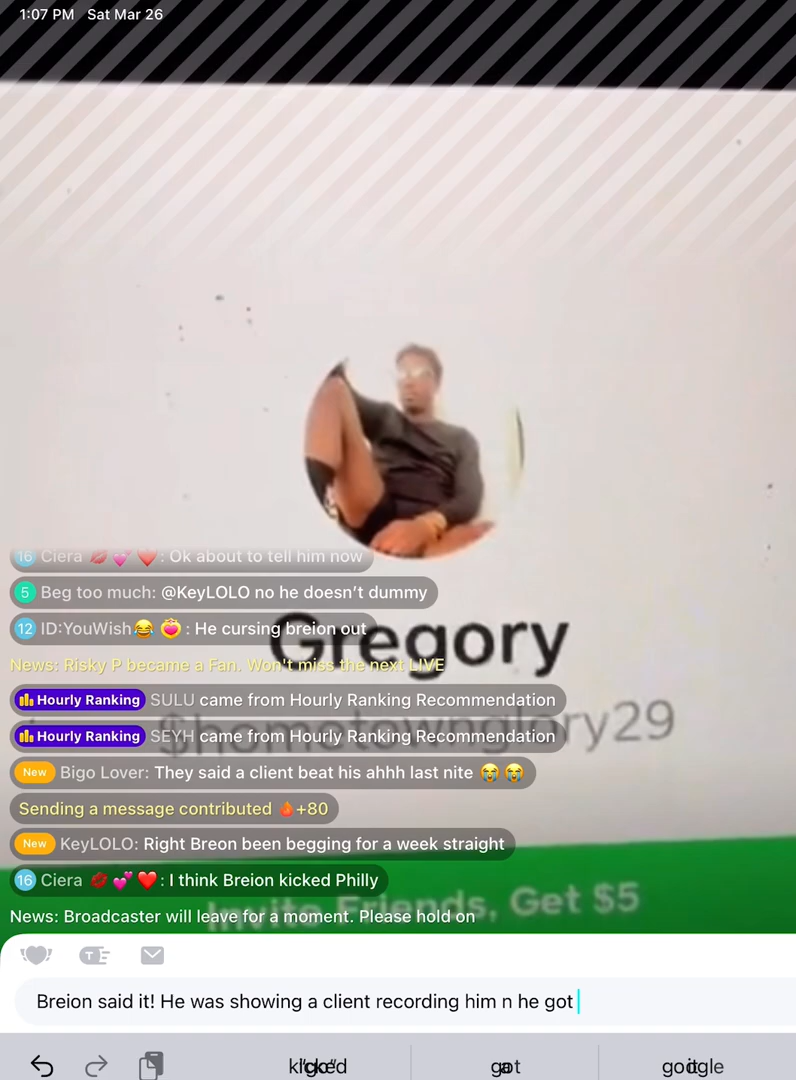 1:07 PM Sat Mar 26
16 Ciera 💋 💕 ❤️: Ok about to tell him now
5 Beg too much: @KeyLOLO no he doesn’t dummy
12 ID:YouWish😂 🥰 : He cursing breion out
Gregory
News: Risky P became a Fan. Won't miss the next LIVE
Hourly Ranking SULU came from Hourly Ranking Recommendation
$hometownglory29
Hourly Ranking SEYH came from Hourly Ranking Recommendation
New Bigo Lover: They said a client beat his ahhh last nite 😭 😭
Sending a message contributed 🔥+80
New KeyLOLO: Right Breon been begging for a week straight
16 Ciera 💋 💕 ❤️: I think Breion kicked Philly
Invite Friends, Get $5
News: Broadcaster will leave for a moment. Please hold on
T
Breion said it! He was showing a client recording him n he got